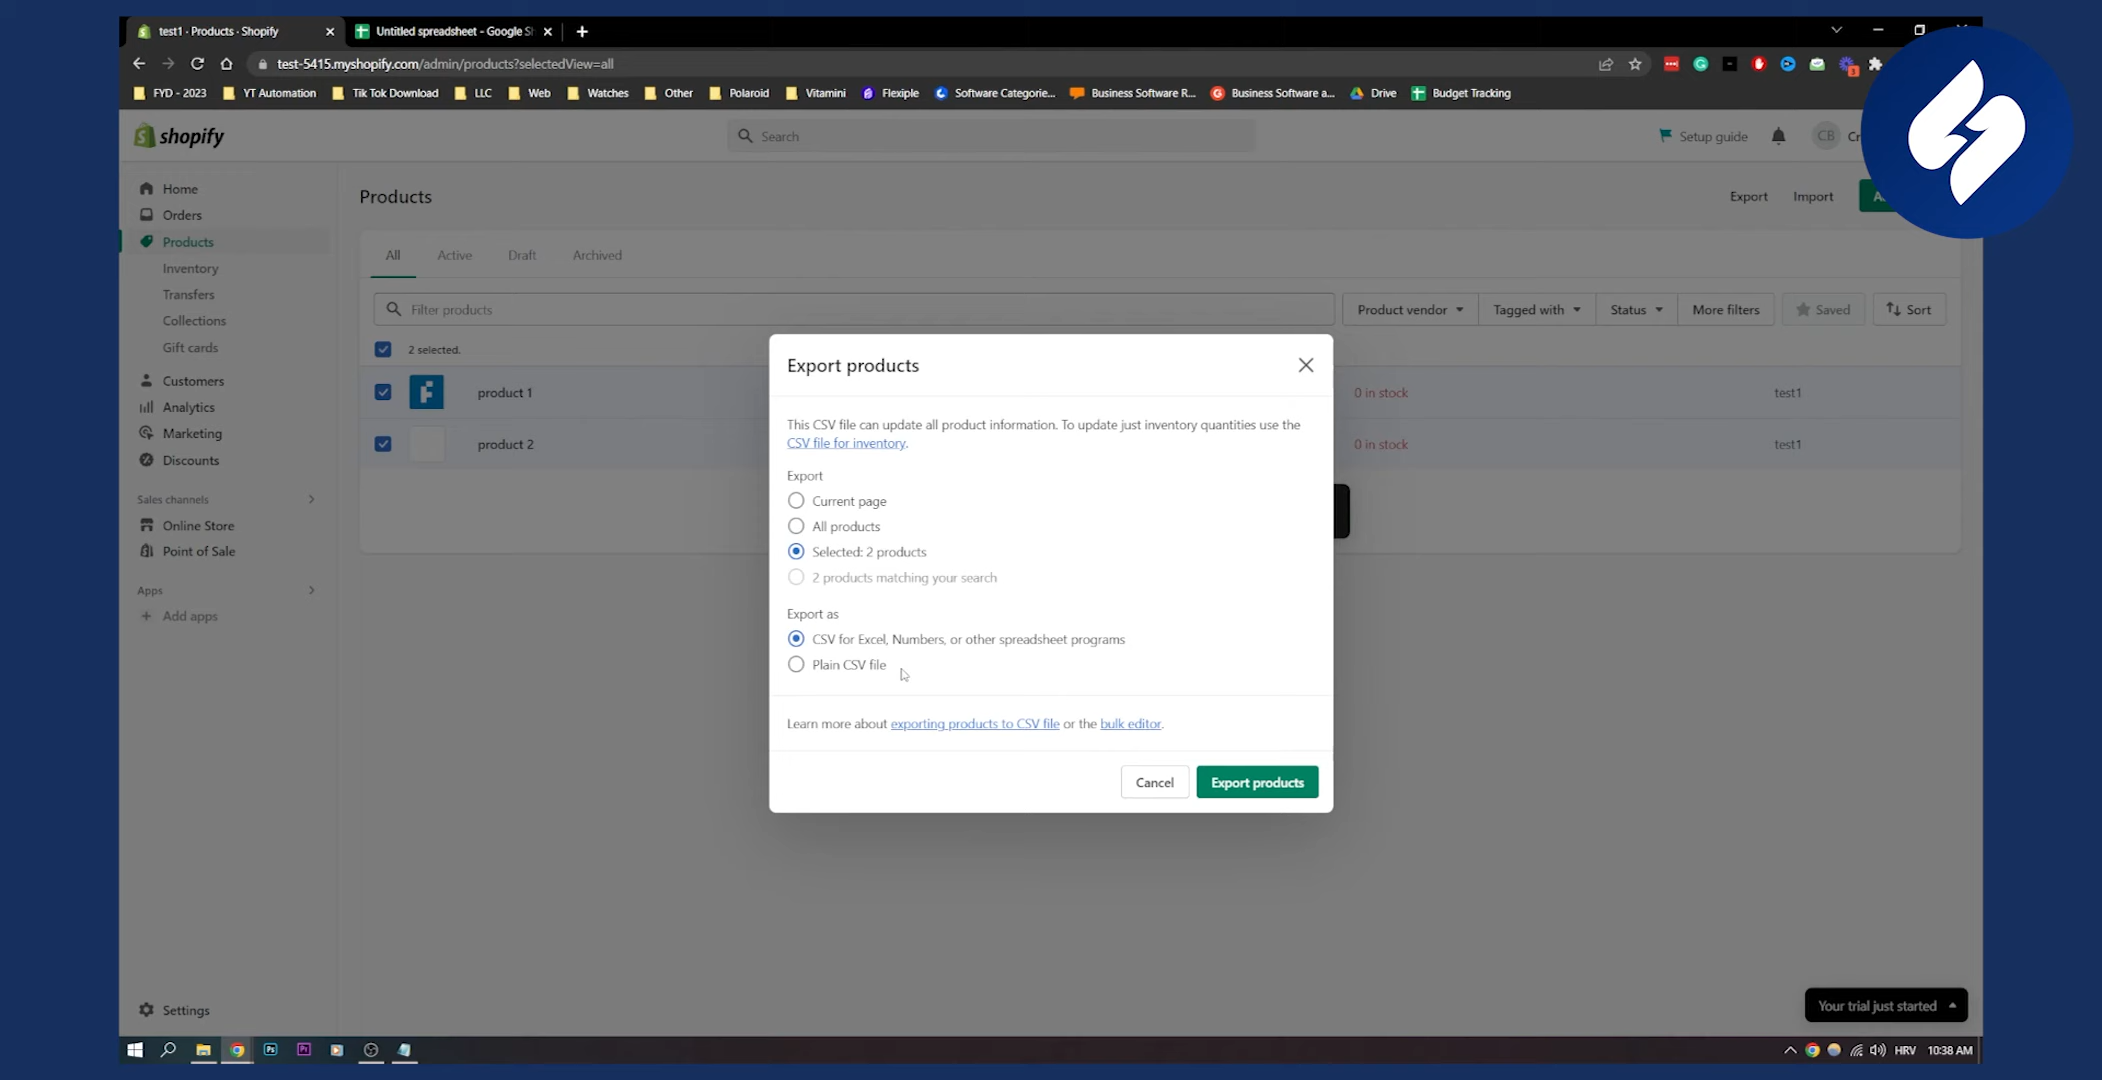 test1 · Products · Shopify
Untitled spreadsheet - Google S
test-5415.myshopify.com/admin/products?selectedView=all
FYD - 2023
YT Automation
Tik Tok Download
LLC
Web
Watches
Other
Polaroid
Vitamini
Flexiple
Software Categorie...
Business Software R...
Business Software a...
Drive
Budget Tracking
shopify
Search
Setup guide
CB
Cr
Home
Orders
Products
Inventory
Transfers
Collections
Gift cards
Customers
Analytics
Marketing
Discounts
Sales channels
Online Store
Point of Sale
Apps
Add apps
Settings
Products
Export
Import
All
Active
Draft
Archived
Filter products
Product vendor
Tagged with
Status
More filters
Saved
Sort
2 selected.
product 1
0 in stock
test1
product 2
0 in stock
test1
Export products
This CSV file can update all product information. To update just inventory quantities use the
CSV file for inventory.
Export
Current page
All products
Selected: 2 products
2 products matching your search
Export as
CSV for Excel, Numbers, or other spreadsheet programs
Plain CSV file
Learn more about exporting products to CSV file or the bulk editor.
Cancel
Export products
Your trial just started
Ps
Pr
HRV
10:38 AM